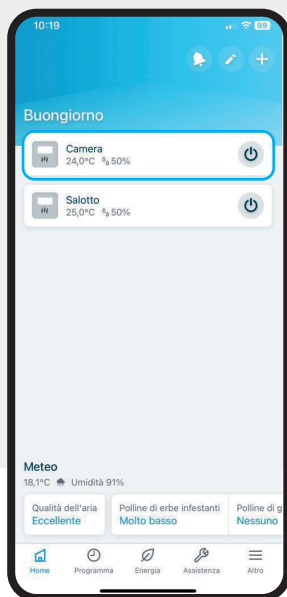 10:19
99
Buongiorno
Camera
24,0°C 50%
Salotto
25,0°C 50%
Meteo
18,1°C Umidità 91%
Qualità dell'aria
Eccellente
Polline di erbe infestanti
Molto basso
Polline di g
Nessuno
Home
Programma
Energia
Assistenza
Altro